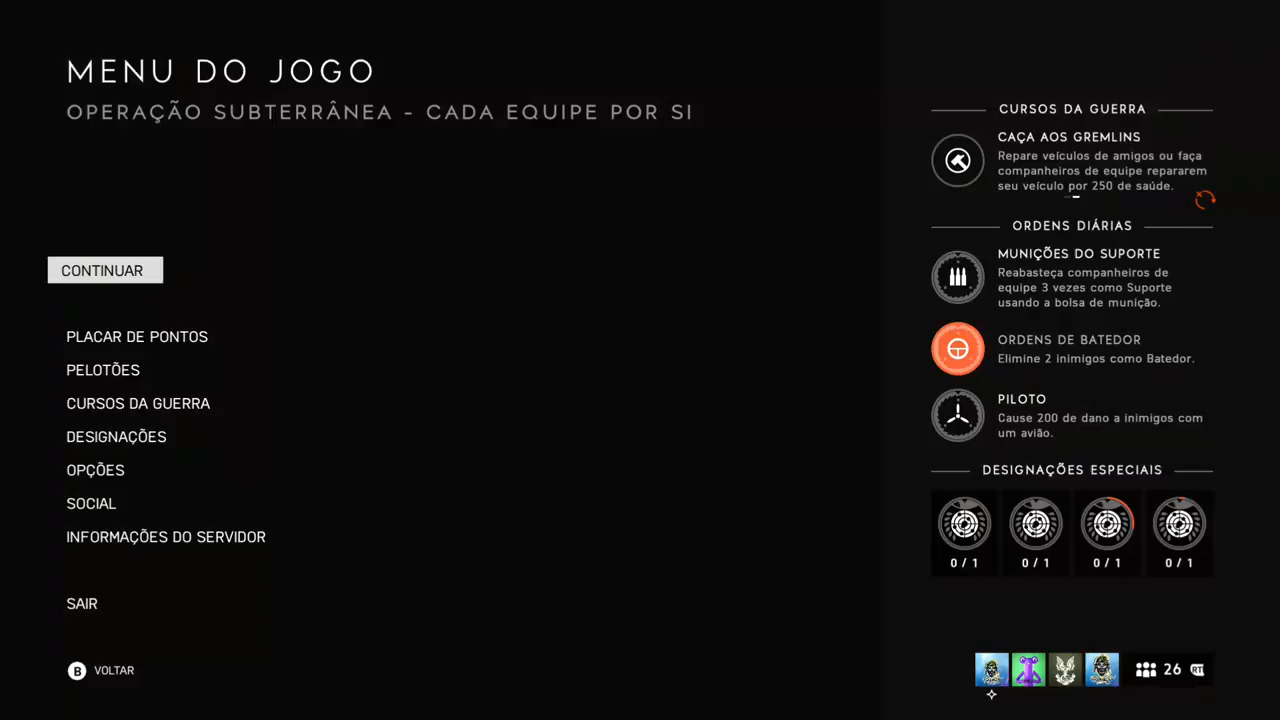 MENU DO JOGO
OPERAÇÃO SUBTERRÂNEA - CADA EQUIPE POR SI
CONTINUAR
PLACAR DE PONTOS
PELOTÕES
CURSOS DA GUERRA
DESIGNAÇÕES
OPÇÕES
SOCIAL
INFORMAÇÕES DO SERVIDOR
SAIR
B VOLTAR
CURSOS DA GUERRA
CAÇA AOS GREMLINS
Repare veículos de amigos ou faça
companheiros de equipe repararem
seu veículo por 250 de saúde.
ORDENS DIÁRIAS
MUNIÇÕES DO SUPORTE
Reabasteça companheiros de
equipe 3 vezes como Suporte
usando a bolsa de munição.
ORDENS DE BATEDOR
Elimine 2 inimigos como Batedor.
PILOTO
Cause 200 de dano a inimigos com
um avião.
DESIGNAÇÕES ESPECIAIS
0 / 1 0 / 1 0 / 1 0 / 1
26 RT